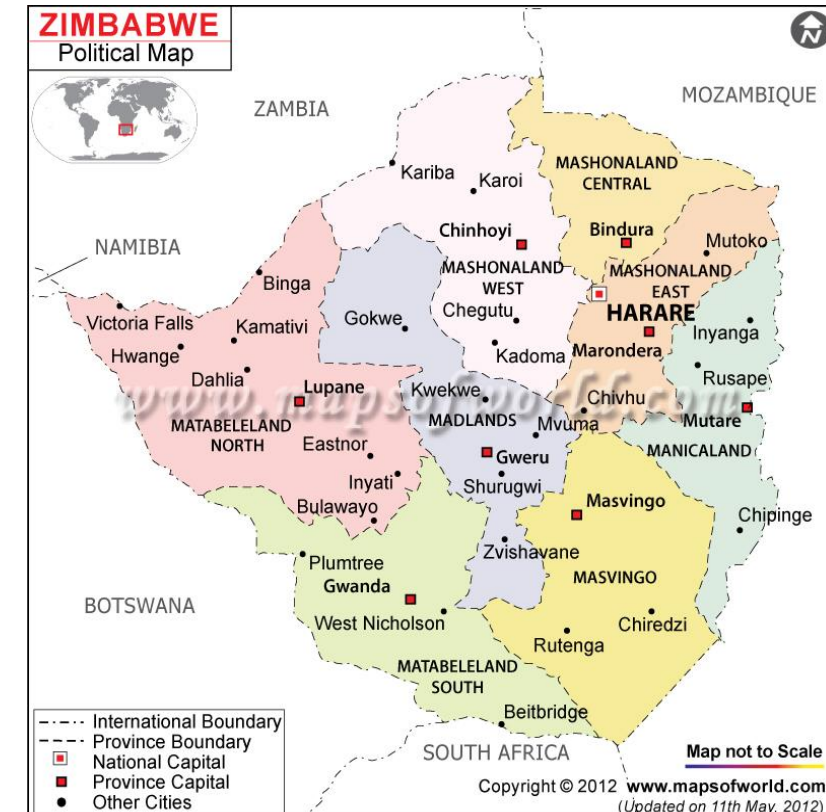 ZIMBABWE
Political Map
N
ZAMBIA
MOZAMBIQUE
NAMIBIA
Kariba
Karoi
MASHONALAND
CENTRAL
Chinhoyi
Bindura
Mutoko
MASHONALAND
WEST
MASHONALAND
EAST
HARARE
Binga
Victoria Falls
Kamativi
Hwange
Dahlia
Gokwe
Chegutu
Kadoma
Marondera
Inyanga
Rusape
Lupane
Kwekwe
Chivhu
www.mapsofworld.com
MATABELELAND
NORTH
MADLANDS
Mvuma
Mutare
MANICALAND
Eastnor
Gweru
Inyati
Shurugwi
Bulawayo
Masvingo
Chipinge
Zvishavane
Plumtree
Gwanda
MASVINGO
BOTSWANA
West Nicholson
Chiredzi
Rutenga
MATABELELAND
SOUTH
Beitbridge
SOUTH AFRICA
International Boundary
Province Boundary
National Capital
Province Capital
Other Cities
Map not to Scale
Copyright © 2012 www.mapsofworld.com
(Updated on 11th May, 2012)